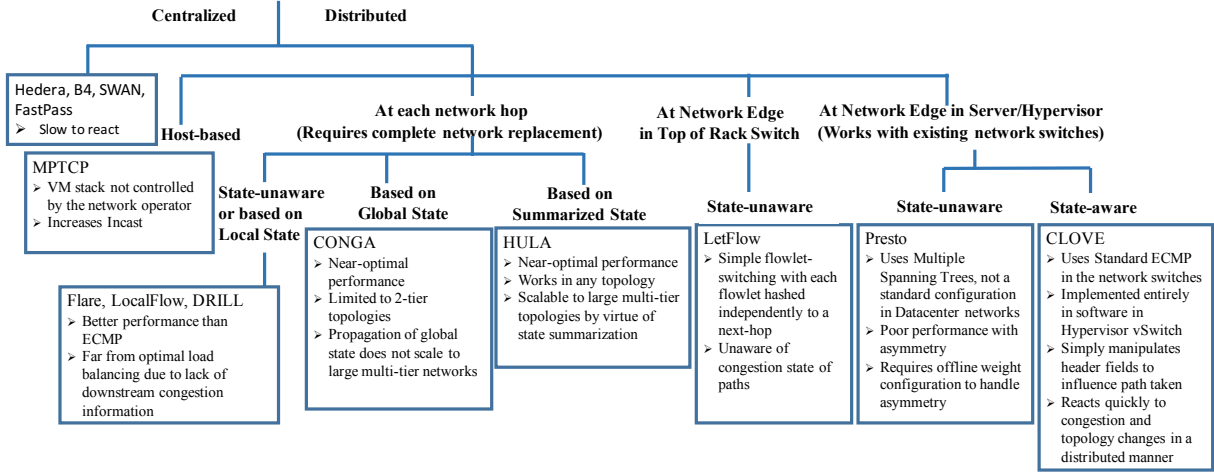 Centralized
Distributed
Hedera, B4, SWAN,
FastPass
➢ Slow to react
Host-based
At each network hop
(Requires complete network replacement)
At Network Edge
in Top of Rack Switch
At Network Edge in Server/Hypervisor
(Works with existing network switches)
MPTCP
➢ VM stack not controlled
by the network operator
➢ Increases Incast
State-unaware
or based on
Local State
Based on
Global State
Based on
Summarized State
State-unaware
State-unaware
State-aware
Flare, LocalFlow, DRILL
➢ Better performance than
ECMP
➢ Far from optimal load
balancing due to lack of
downstream congestion
information
CONGA
➢ Near-optimal
performance
➢ Limited to 2-tier
topologies
➢ Propagation of global
state does not scale to
large multi-tier networks
HULA
➢ Near-optimal performance
➢ Works in any topology
➢ Scalable to large multi-tier
topologies by virtue of
state summarization
LetFlow
➢ Simple flowlet-
switching with each
flowlet hashed
independently to a
next-hop
➢ Unaware of
congestion state of
paths
Presto
➢ Uses Multiple
Spanning Trees, not a
standard configuration
in Datacenter networks
➢ Poor performance with
asymmetry
➢ Requires offline weight
configuration to handle
asymmetry
CLOVE
➢ Uses Standard ECMP
in the network switches
➢ Implemented entirely
in software in
Hypervisor vSwitch
➢ Simply manipulates
header fields to
influence path taken
➢ Reacts quickly to
congestion and
topology changes in a
distributed manner